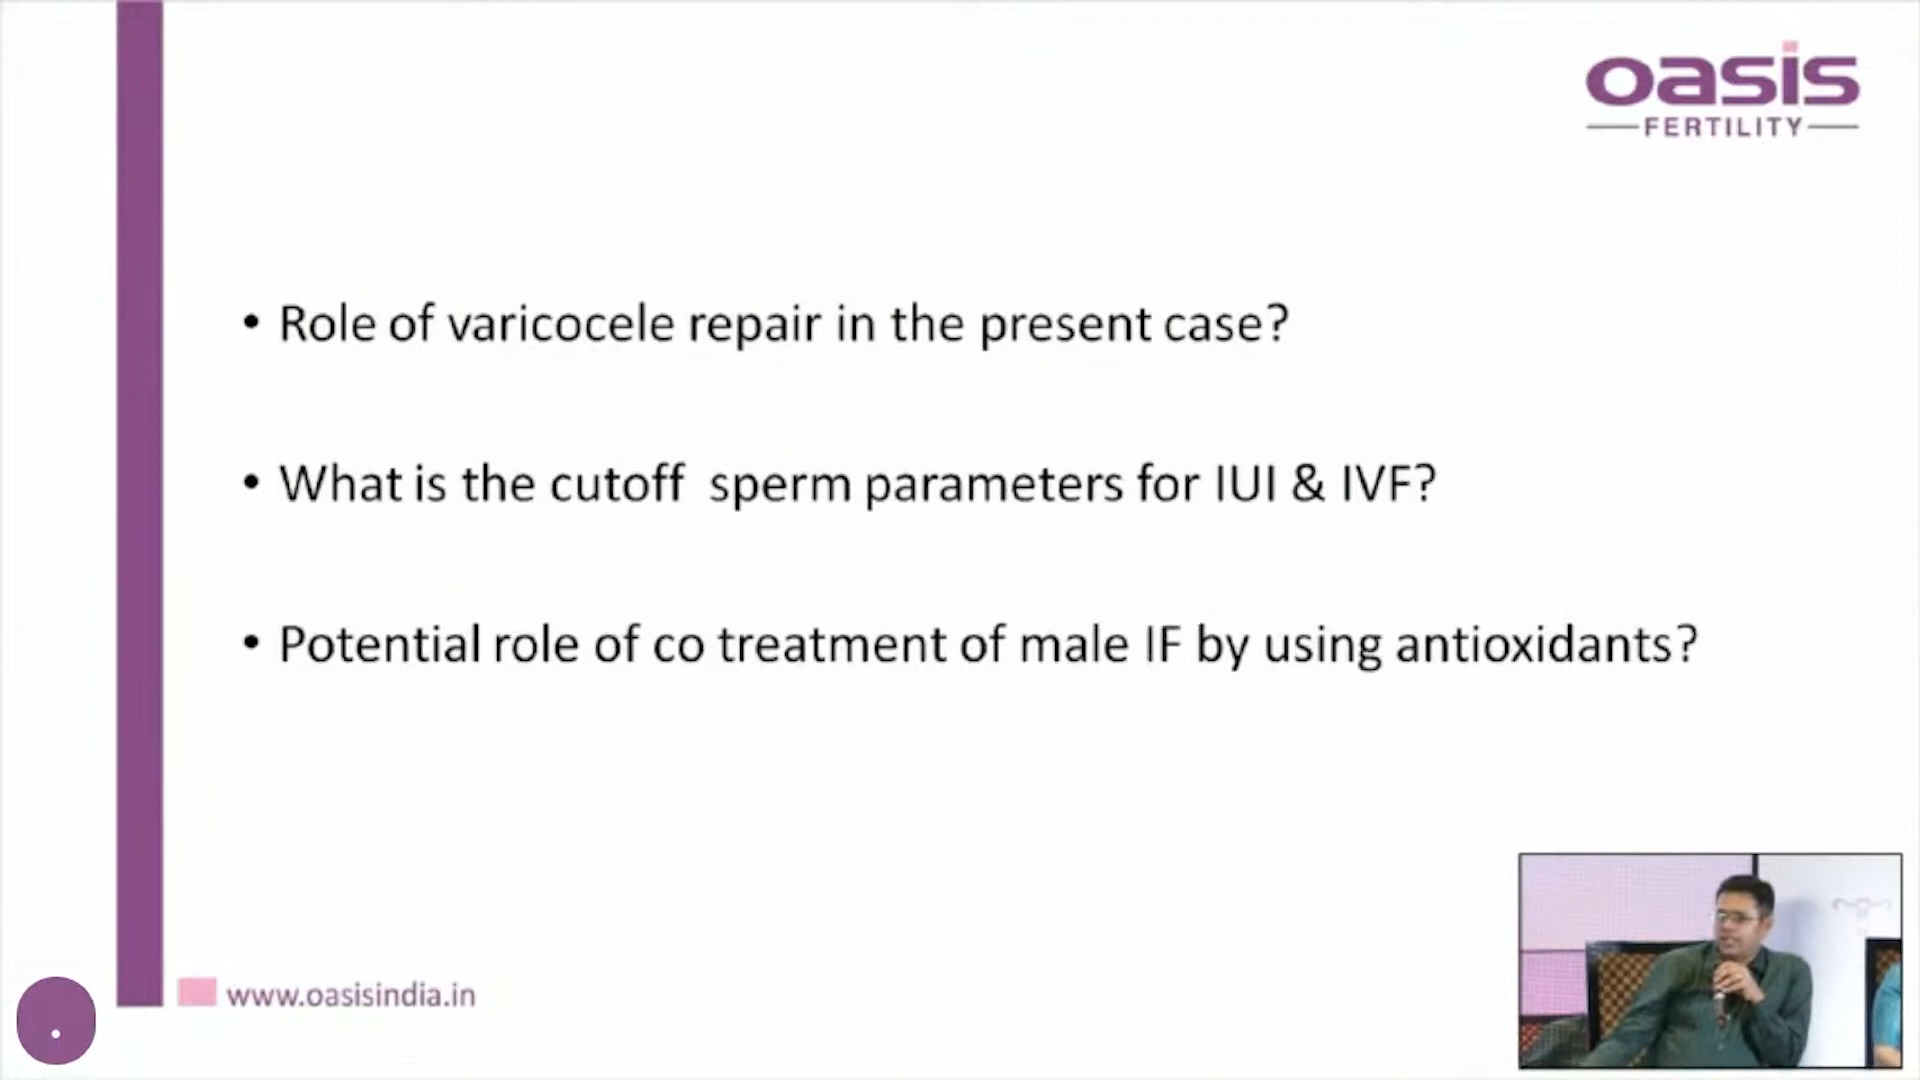 oasis
FERTILITY
• Role of varicocele repair in the present case?
• What is the cutoff sperm parameters for IUI & IVF?
• Potential role of co treatment of male IF by using antioxidants?
www.oasisindia.in